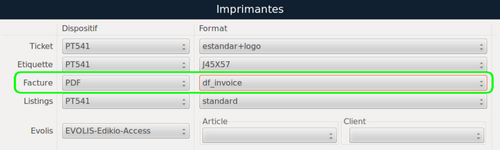 Imprimantes
Dispositif Format
Ticket PT541 estandar+logo
Etiquette PT541 J45X57
Facture PDF df_invoice
Listings PT541 standard
Article Client
Evolis EVOLIS-Edikio-Access